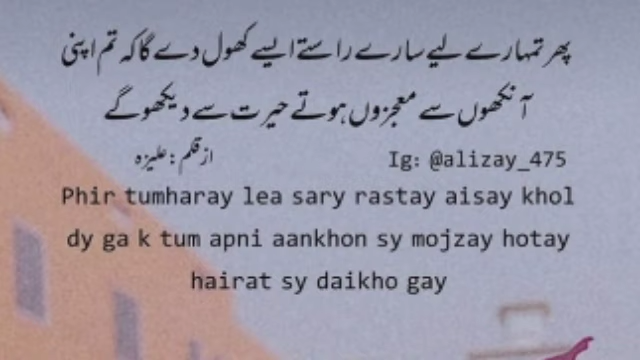 پھر تمہارے لیے سارے راستے ایسے کھول دے گا کہ تم اپنی
آنکھوں سے معجزوں ہوتے حیرت سے دیکھو گے
از قلم : علیزہ
Ig: @alizay_475
Phir tumharay lea sary rastay aisay khol
dy ga k tum apni aankhon sy mojzay hotay
hairat sy daikho gay